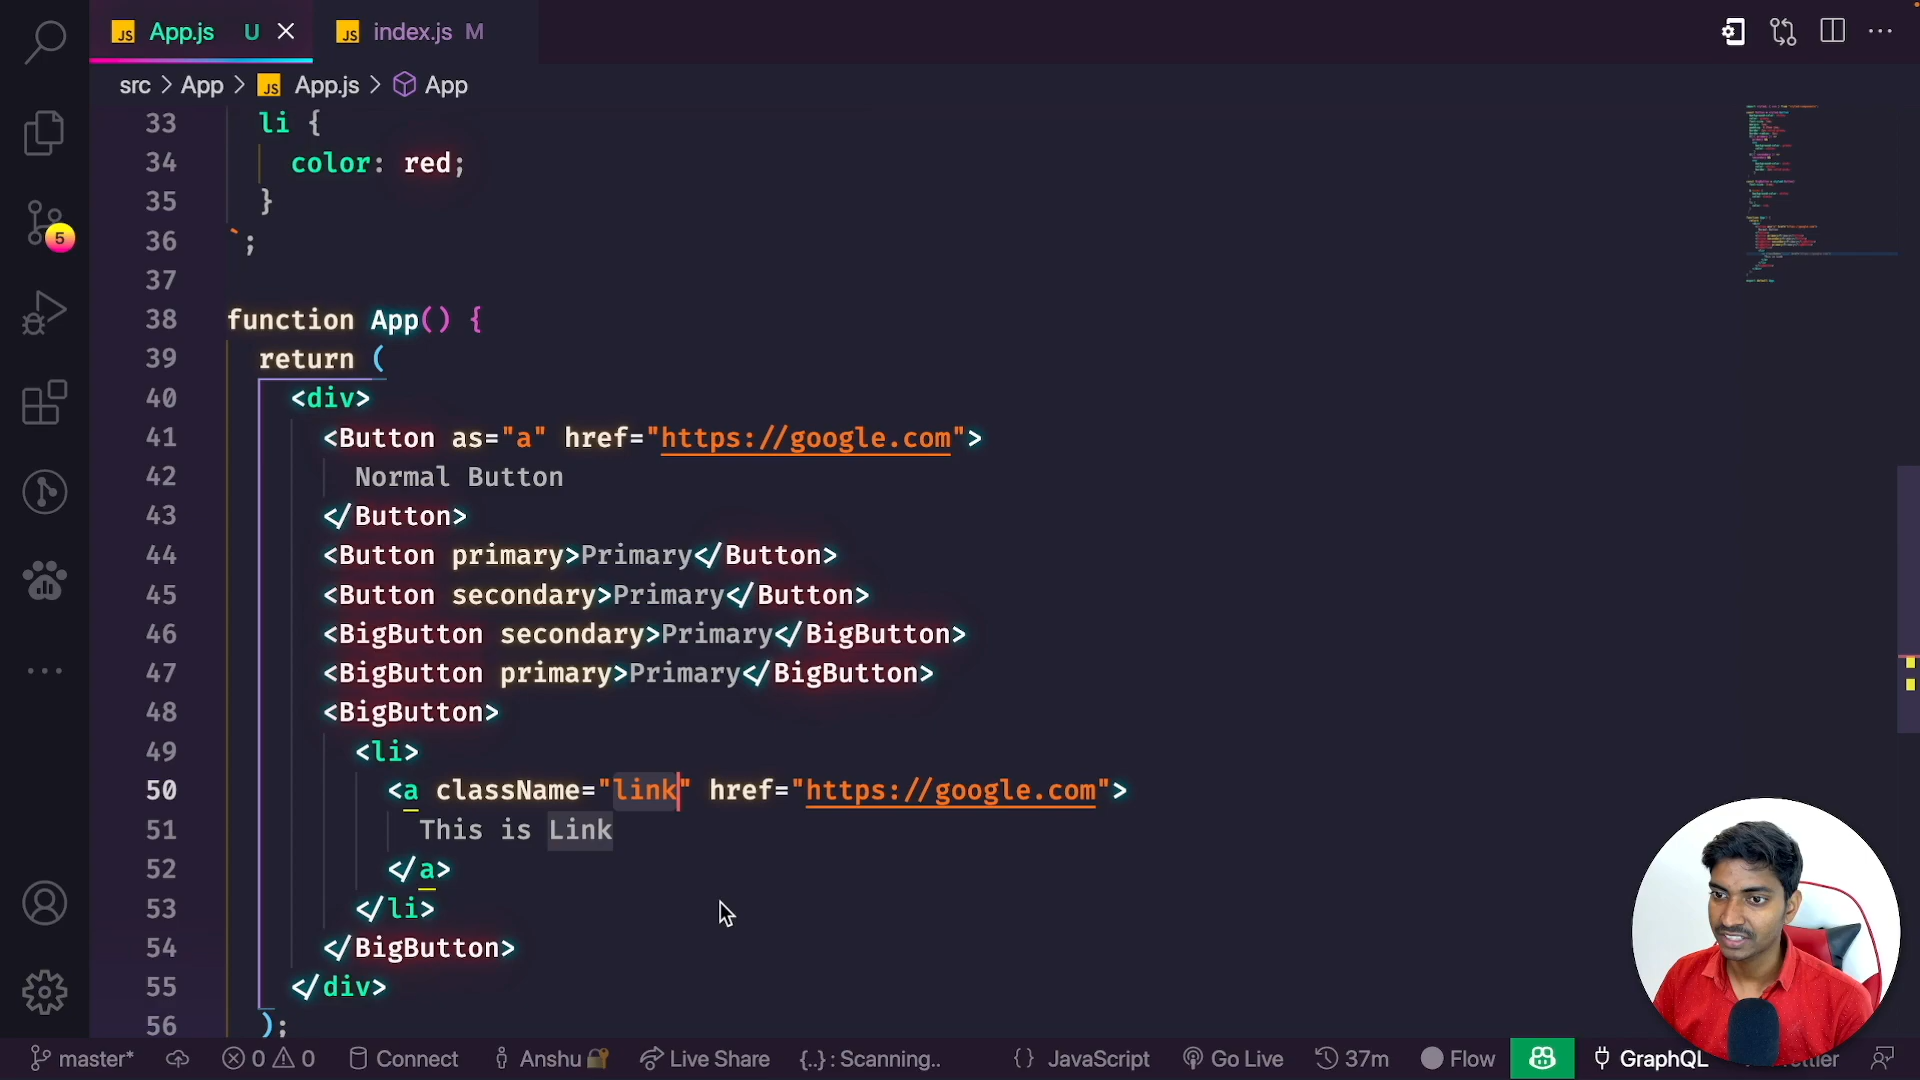 JS App.js U
JS index.js M
src > App > JS App.js > App
33 li {
34 color: red;
35 }
36 `;
37
38 function App() {
39 return (
40 <div>
41 <Button as="a" href="https://google.com">
42 Normal Button
43 </Button>
44 <Button primary>Primary</Button>
45 <Button secondary>Primary</Button>
46 <BigButton secondary>Primary</BigButton>
47 <BigButton primary>Primary</BigButton>
48 <BigButton>
49 <li>
50 <a className="link" href="https://google.com">
51 This is Link
52 </a>
53 </li>
54 </BigButton>
55 </div>
56 );
5
master* 0 0 Connect Anshu Live Share {..} : Scanning.. {} JavaScript Go Live 37m Flow GraphQL